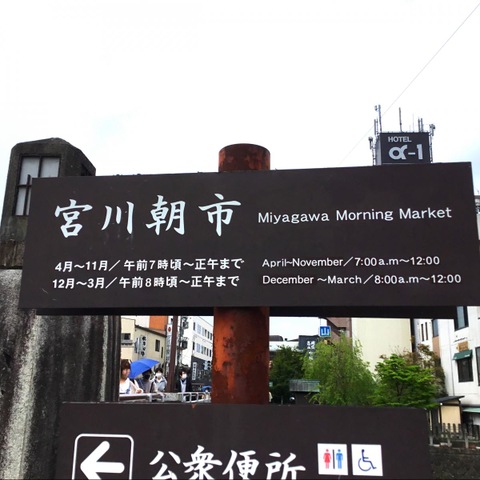 HOTEL
α-1
宮川朝市 Miyagawa Morning Market
4月〜11月／午前7時頃〜正午まで April~November／7:00a.m~12:00
12月〜3月／午前8時頃〜正午まで December ~March／8:00a.m~12:00
公衆便所